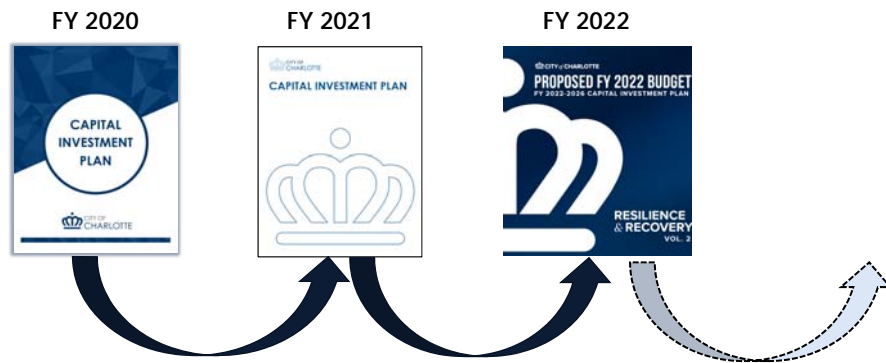 FY 2020
FY 2021
FY 2022
CAPITAL
INVESTMENT
PLAN
CITY OF
CHARLOTTE
CITY OF
CHARLOTTE
CAPITAL INVESTMENT PLAN
CITY of CHARLOTTE
PROPOSED FY 2022 BUDGET
FY 2022-2026 CAPITAL INVESTMENT PLAN
RESILIENCE
& RECOVERY
VOL. 2